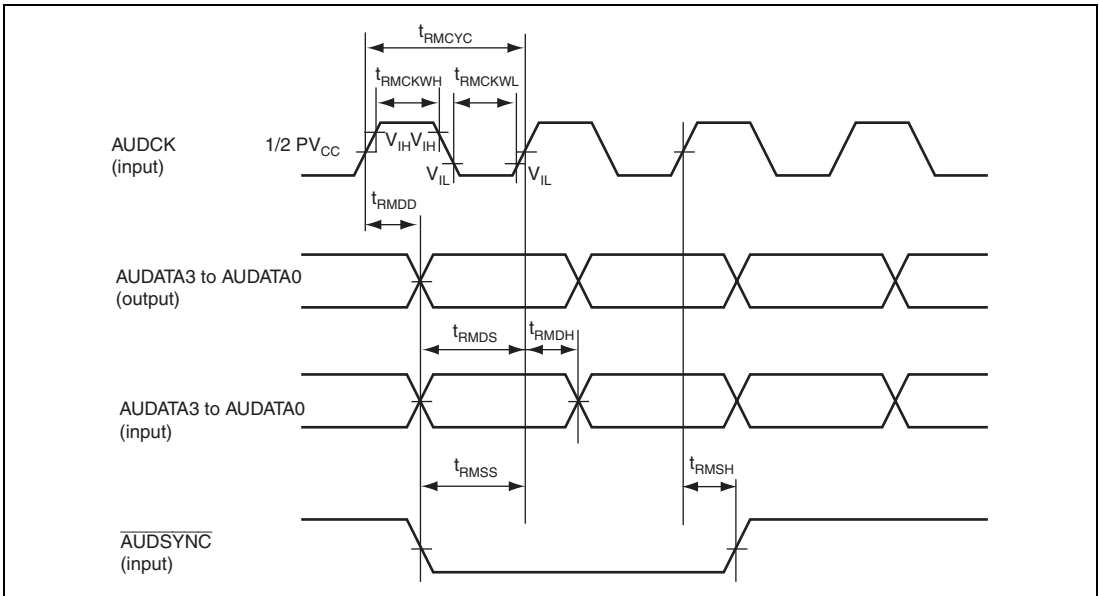 tRMCYC
tRMCKWH tRMCKWL
AUDCK
(input)
1/2 PVCC
VIH VIH
VIL VIL
tRMDD
AUDATA3 to AUDATA0
(output)
tRMDS tRMDH
AUDATA3 to AUDATA0
(input)
tRMSS tRMSH
AUDSYNC
(input)